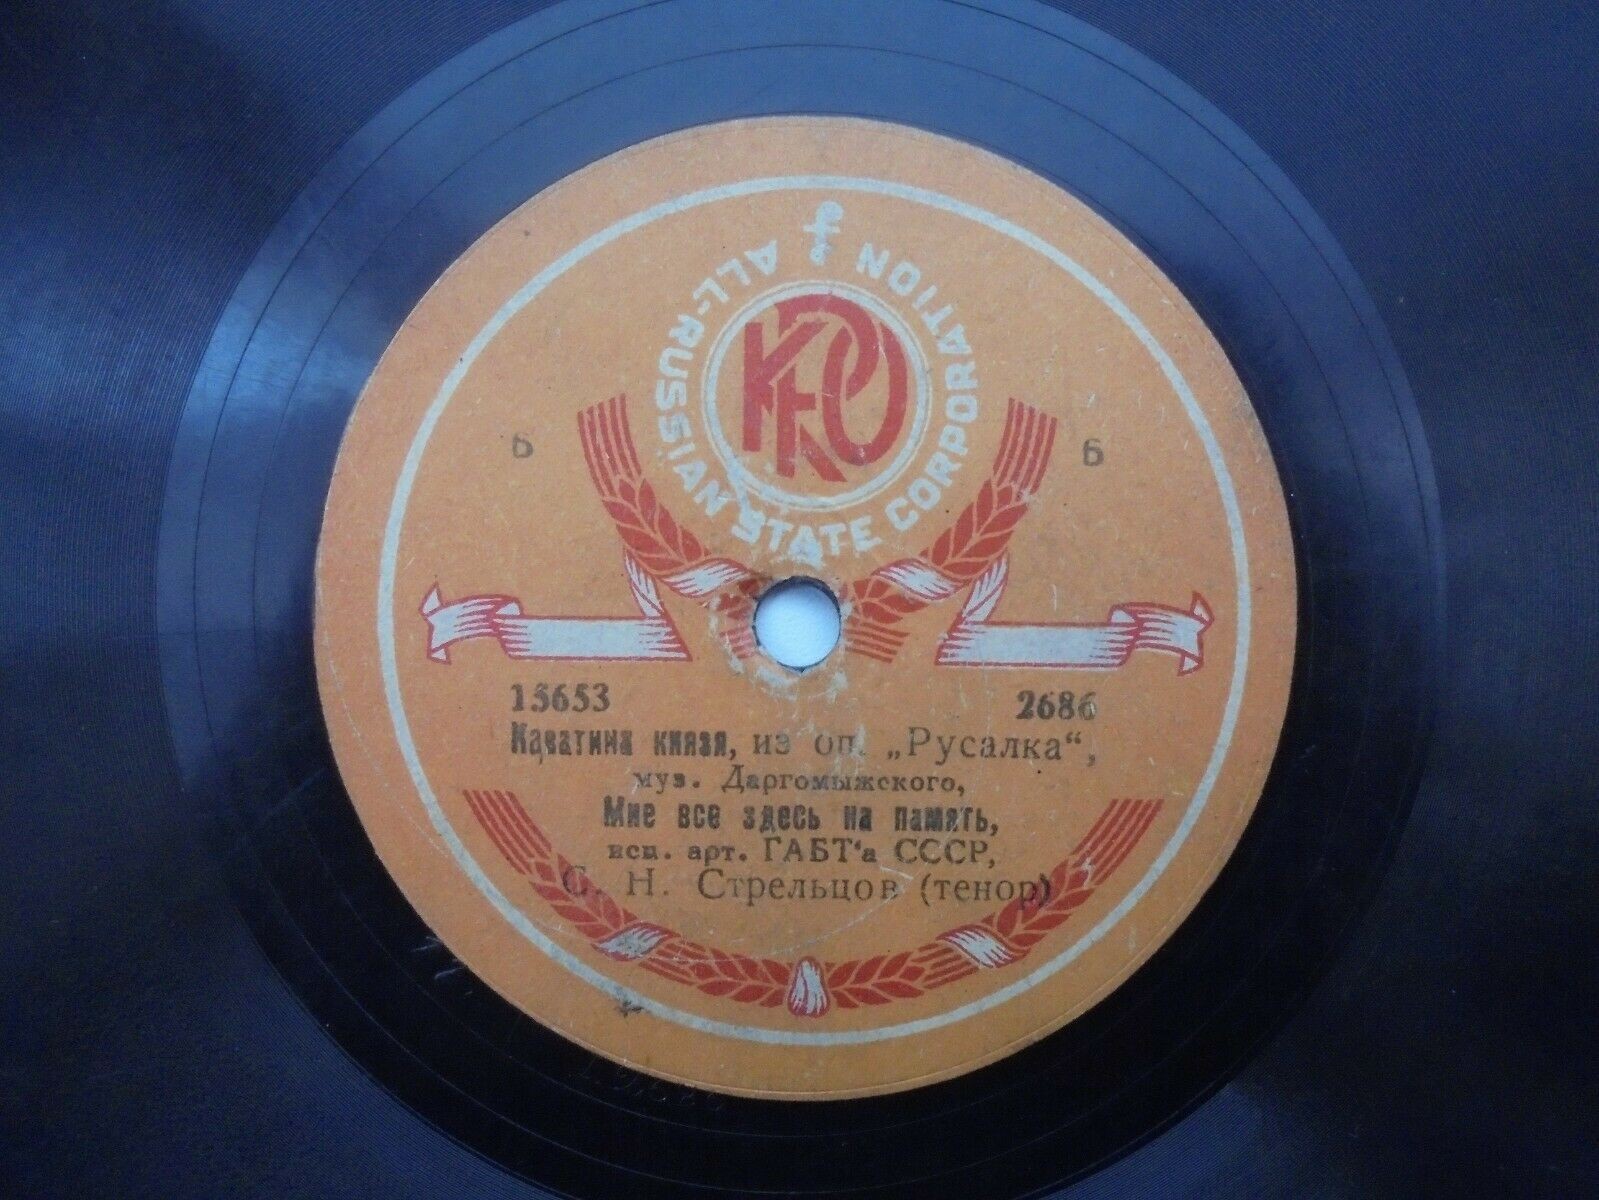 ALL-RUSSIAN STATE CORPORATION
Б Б
15653 2686
Каватина князя, из оп. „Русалка“,
муз. Даргомыжского,
Мне все здесь на память,
исп. арт. ГАБТ'а СССР,
С. Н. Стрельцов (тенор)